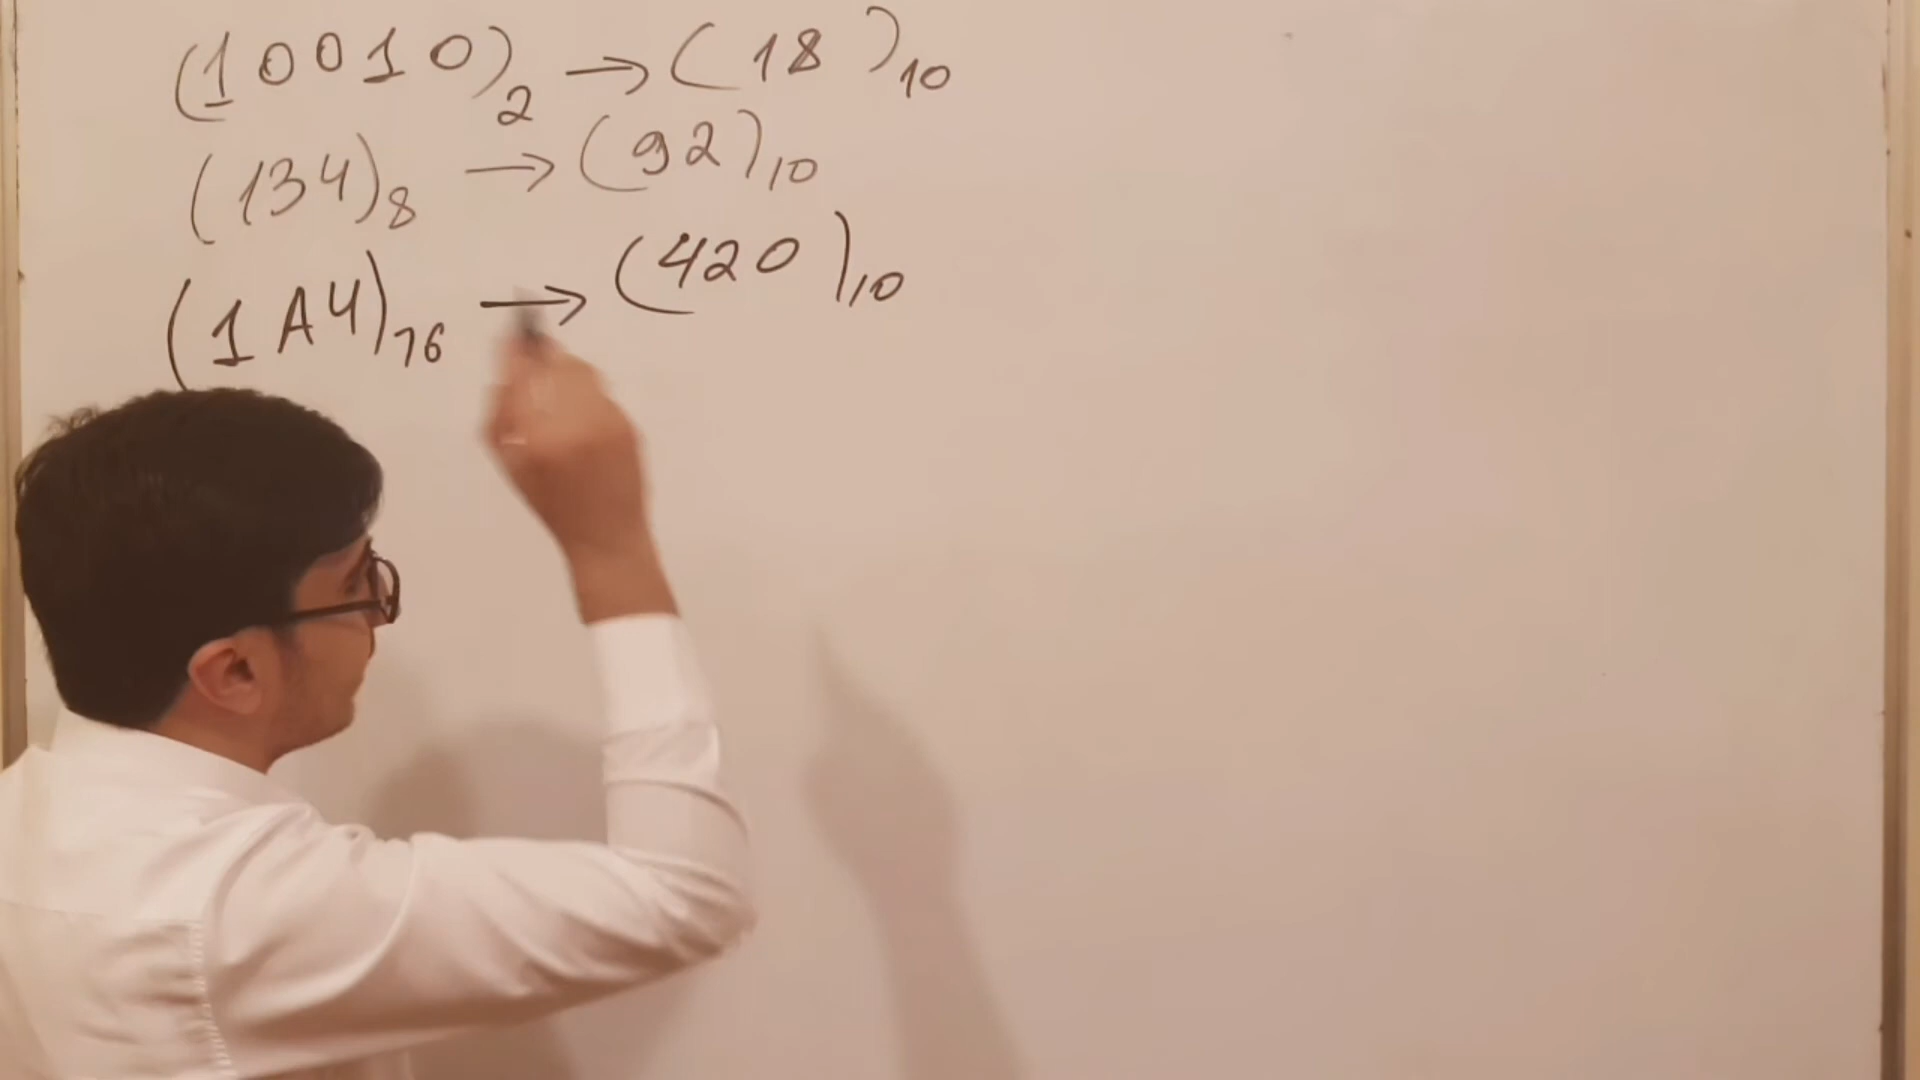 (10010)₂ → (18)₁₀
(134)₈ → (92)₁₀
(1A4)₁₆ → (420)₁₀